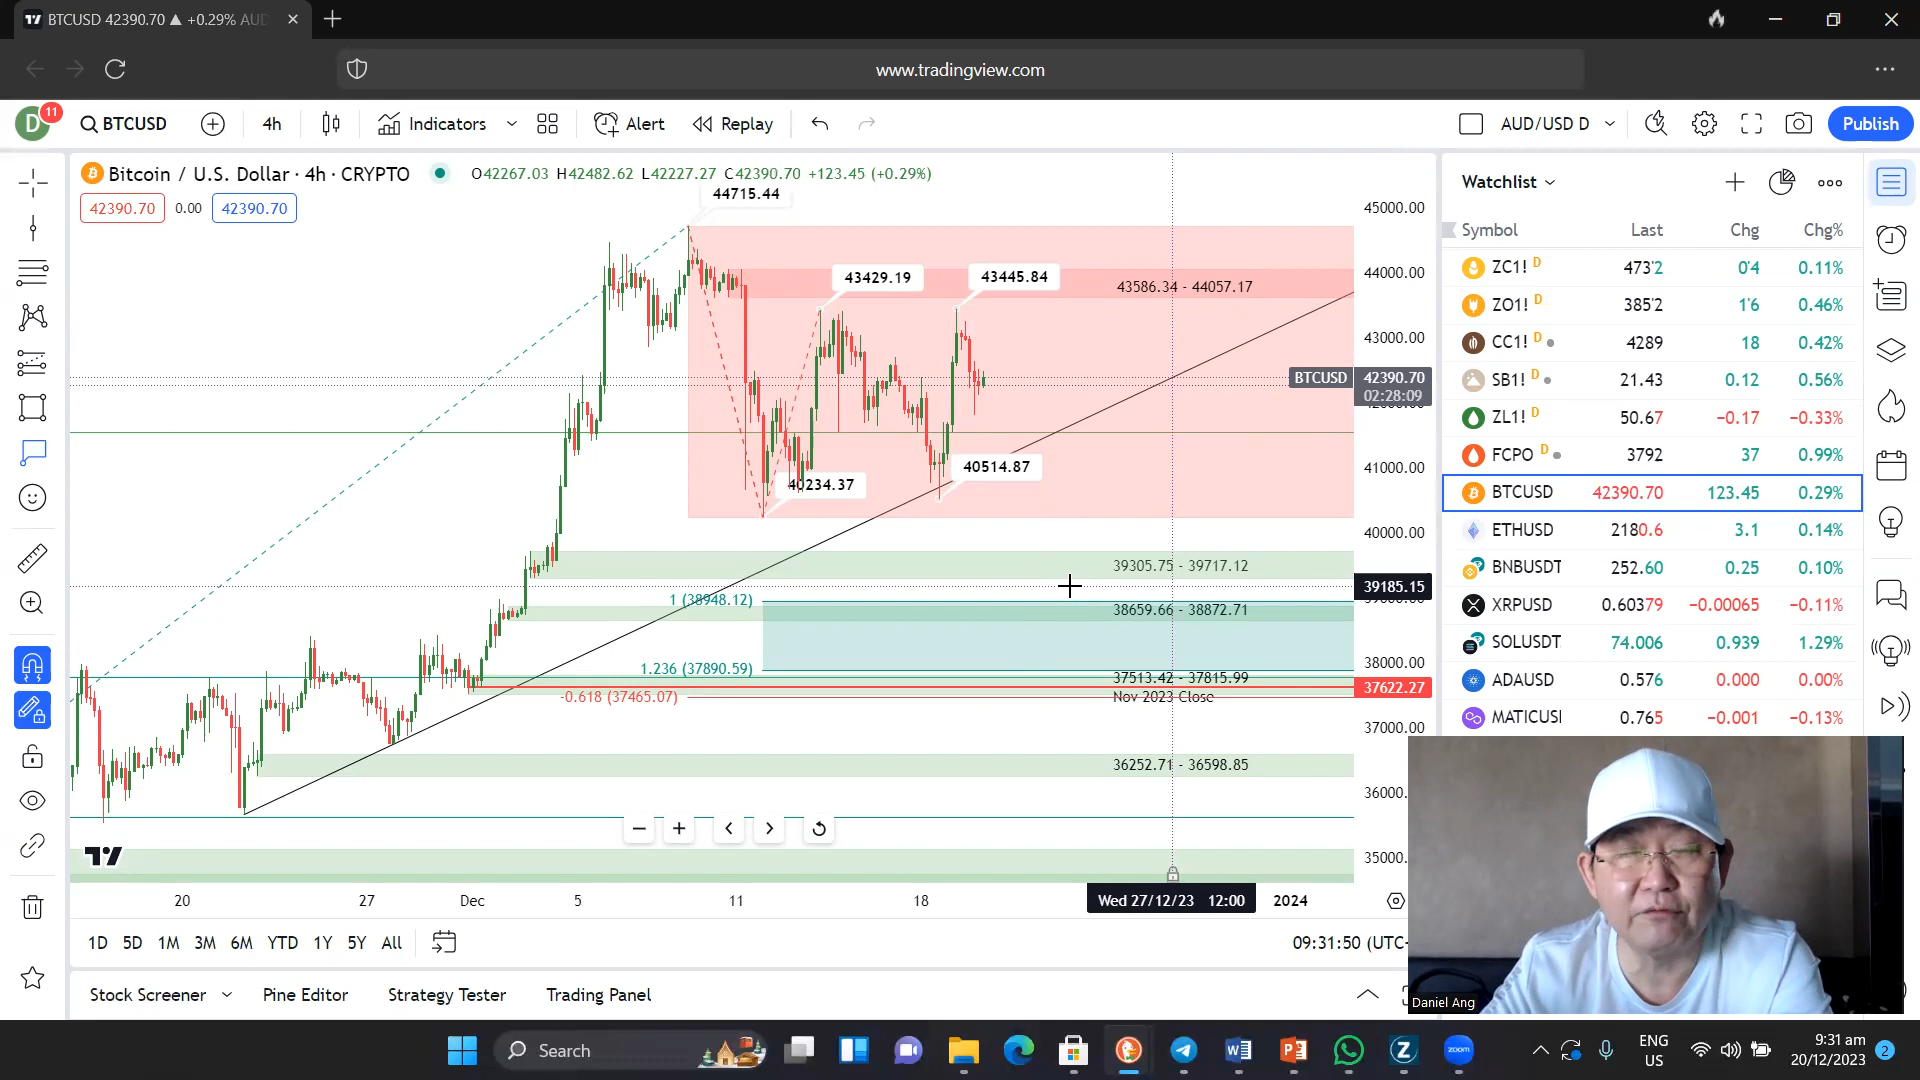 BTCUSD 42390.70 ▲ +0.29% AUD
www.tradingview.com
D 11
BTCUSD
4h
Indicators
Alert
Replay
AUD/USD D
Publish
Bitcoin / U.S. Dollar · 4h · CRYPTO
O42267.03 H42482.62 L42227.27 C42390.70 +123.45 (+0.29%)
42390.70 0.00 42390.70
44715.44
43429.19
43445.84
43586.34 - 44057.17
40234.37
40514.87
39305.75 - 39717.12
1 (38948.12)
38659.66 - 38872.71
1.236 (37890.59)
37513.42 - 37815.99
-0.618 (37465.07)
Nov 2023 Close
36252.71 - 36598.85
45000.00
44000.00
43000.00
BTCUSD 42390.70
02:28:09
41000.00
40000.00
39185.15
38000.00
37622.27
37000.00
36000.
35000.
20 27 Dec 5 11 18 Wed 27/12/23 12:00 2024
1D 5D 1M 3M 6M YTD 1Y 5Y All
09:31:50 (UTC-
Stock Screener Pine Editor Strategy Tester Trading Panel
Watchlist
Symbol Last Chg Chg%
ZC1! D 473'2 0'4 0.11%
ZO1! D 385'2 1'6 0.46%
CC1! D 4289 18 0.42%
SB1! D 21.43 0.12 0.56%
ZL1! D 50.67 −0.17 −0.33%
FCPO D 3792 37 0.99%
BTCUSD 42390.70 123.45 0.29%
ETHUSD 2180.6 3.1 0.14%
BNBUSDT 252.60 0.25 0.10%
XRPUSD 0.60379 −0.00065 −0.11%
SOLUSDT 74.006 0.939 1.29%
ADAUSD 0.576 0.000 0.00%
MATICUSI 0.765 −0.001 −0.13%
Daniel Ang
Search
zoom
ENG
US
9:31 am
20/12/2023
2